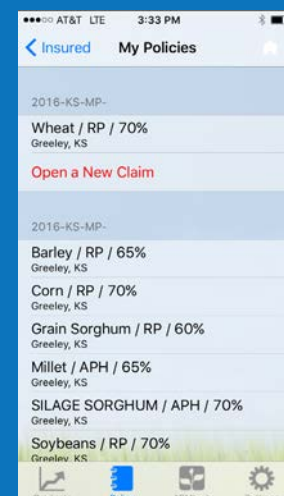 AT&T LTE 3:33 PM
Insured My Policies
2016-KS-MP-
Wheat / RP / 70%
Greeley, KS
Open a New Claim
2016-KS-MP-
Barley / RP / 65%
Greeley, KS
Corn / RP / 70%
Greeley, KS
Grain Sorghum / RP / 60%
Greeley, KS
Millet / APH / 65%
Greeley, KS
SILAGE SORGHUM / APH / 70%
Greeley, KS
Soybeans / RP / 70%
Greeley, KS